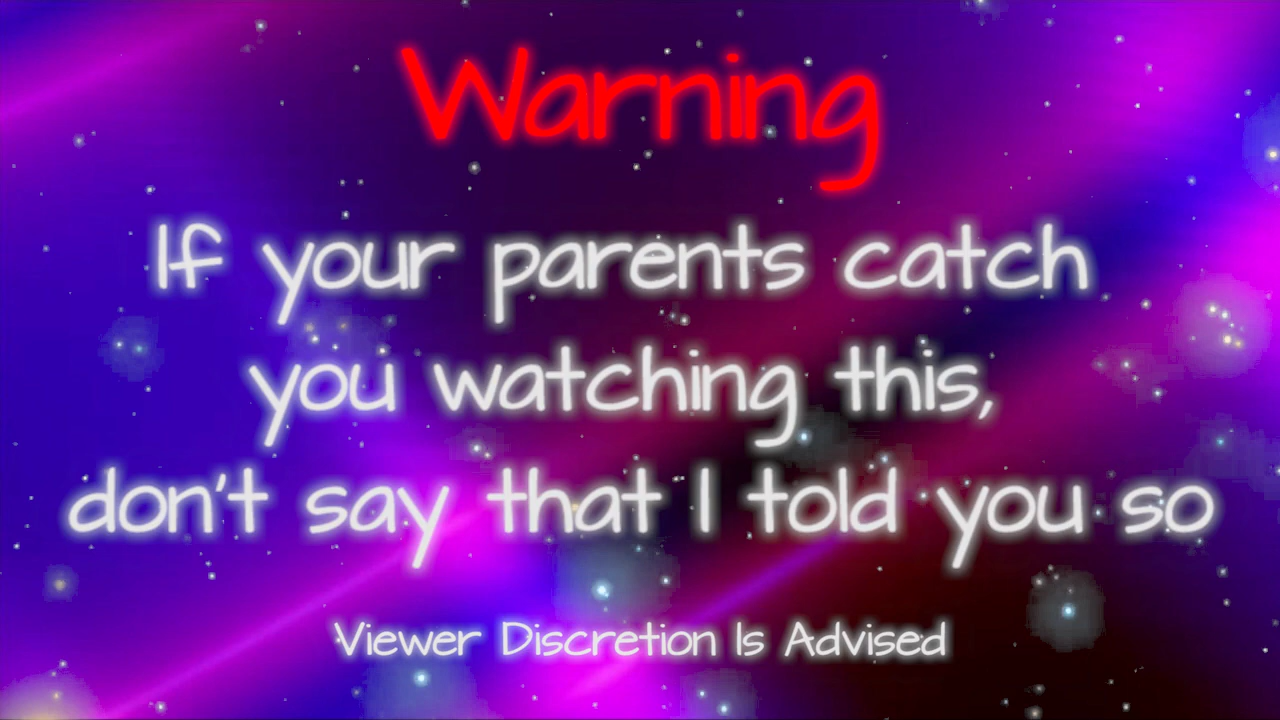 Warning
If your parents catch
you watching this,
don't say that I told you so
Viewer Discretion Is Advised